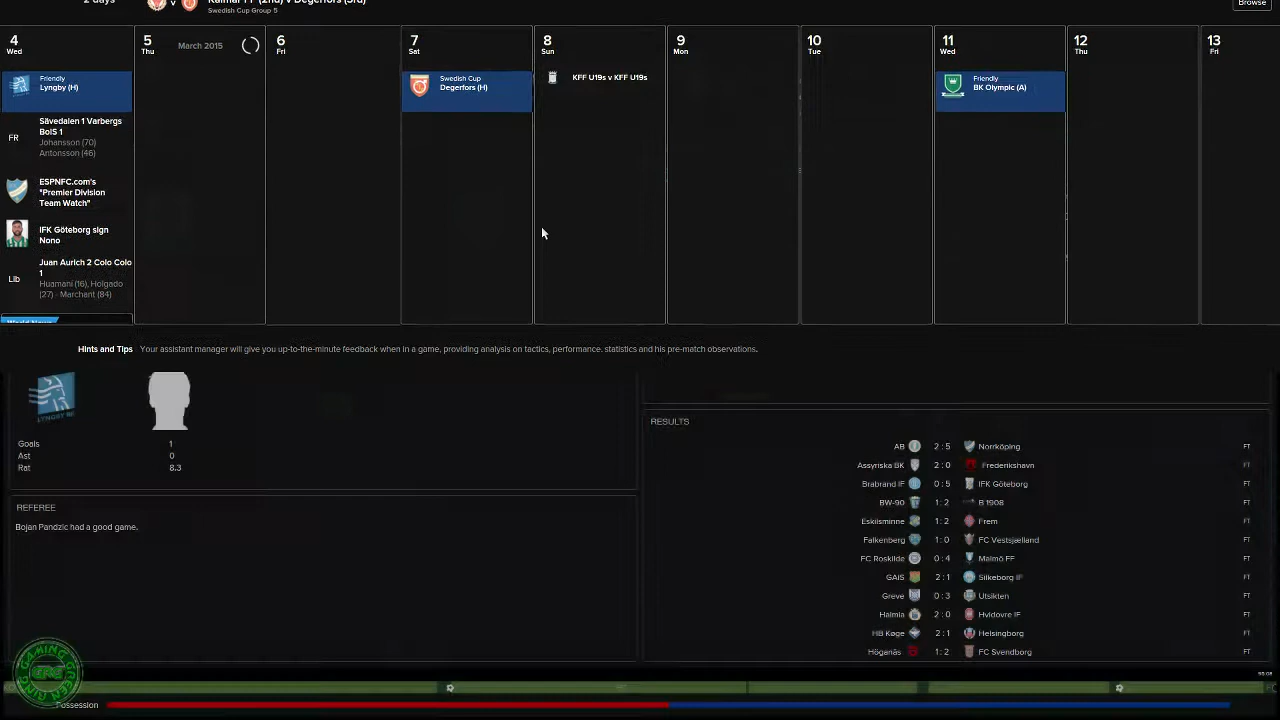 2 days
Kalmar FF (2nd) v Degerfors (3rd)
Swedish Cup Group 5
Browse
4
Wed
5
Thu
March 2015
6
Fri
7
Sat
8
Sun
9
Mon
10
Tue
11
Wed
12
Thu
13
Fri
Friendly
Lyngby (H)
FR
Sävedalen 1 Varbergs
BoIS 1
Johansson (70)
Antonsson (46)
ESPNFC.com's
"Premier Division
Team Watch"
IFK Göteborg sign
Nono
Lib
Juan Aurich 2 Colo Colo
1
Huamani (16), Holgado
(27) - Marchant (84)
World News
Swedish Cup
Degerfors (H)
KFF U19s v KFF U19s
Friendly
BK Olympic (A)
Hints and Tips
Your assistant manager will give you up-to-the-minute feedback when in a game, providing analysis on tactics, performance, statistics and his pre-match observations.
LYNGBY BK
Goals 1
Ast 0
Rat 8.3
REFEREE
Bojan Pandzic had a good game.
RESULTS
AB 2 : 5 Norrköping FT
Assyriska BK 2 : 0 Frederikshavn FT
Brabrand IF 0 : 5 IFK Göteborg FT
BW-90 1 : 2 B 1908 FT
Eskilsminne 1 : 2 Frem FT
Falkenberg 1 : 0 FC Vestsjælland FT
FC Roskilde 0 : 4 Malmö FF FT
GAIS 2 : 1 Silkeborg IF FT
Greve 0 : 3 Utsikten FT
Halmia 2 : 0 Hvidovre IF FT
HB Køge 2 : 1 Helsingborg FT
Höganäs 1 : 2 FC Svendborg FT
GAMING GREEN RING
GRG
Possession